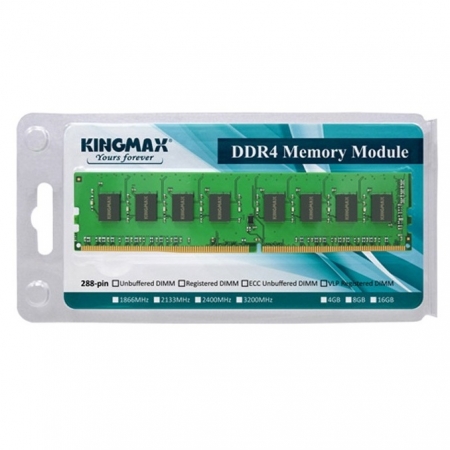 KINGMAX®
Yours forever
DDR4 Memory Module
288-pin □Unbuffered DIMM □Registered DIMM □ECC Unbuffered DIMM □VLP Registered DIMM
□1866MHz □2133MHz □2400MHz □3200MHz □4GB □8GB □16GB